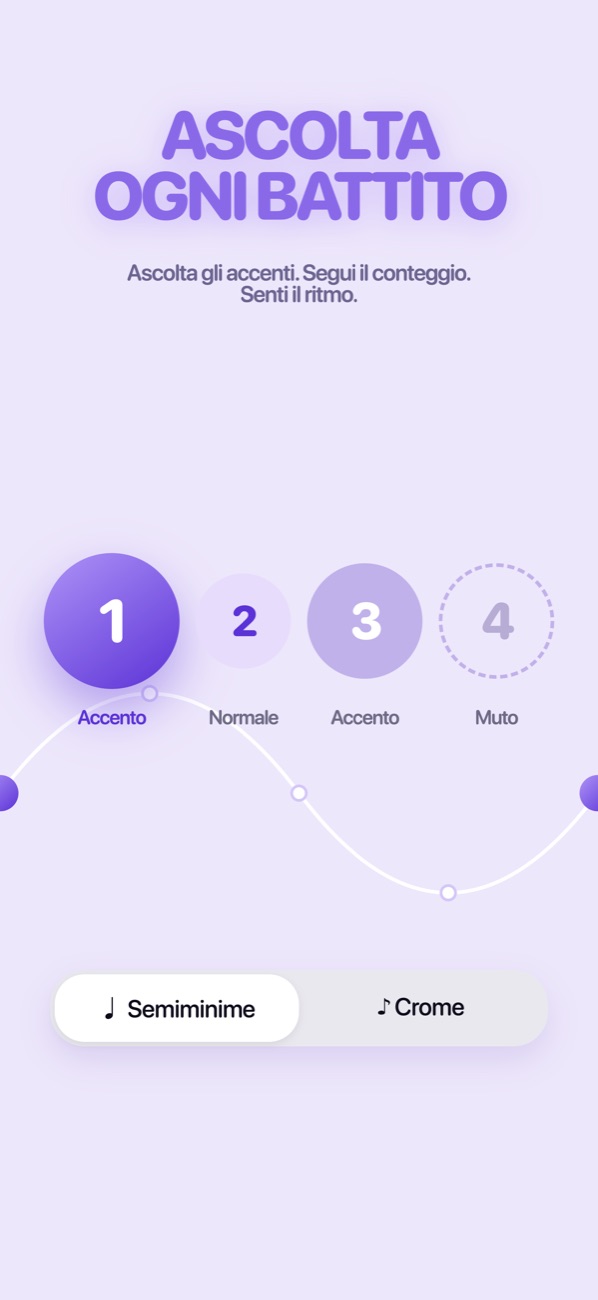 ASCOLTA
OGNI BATTITO
Ascolta gli accenti. Segui il conteggio.
Senti il ritmo.
1 2 3 4
Accento Normale Accento Muto
♩ Semiminime ♪ Crome